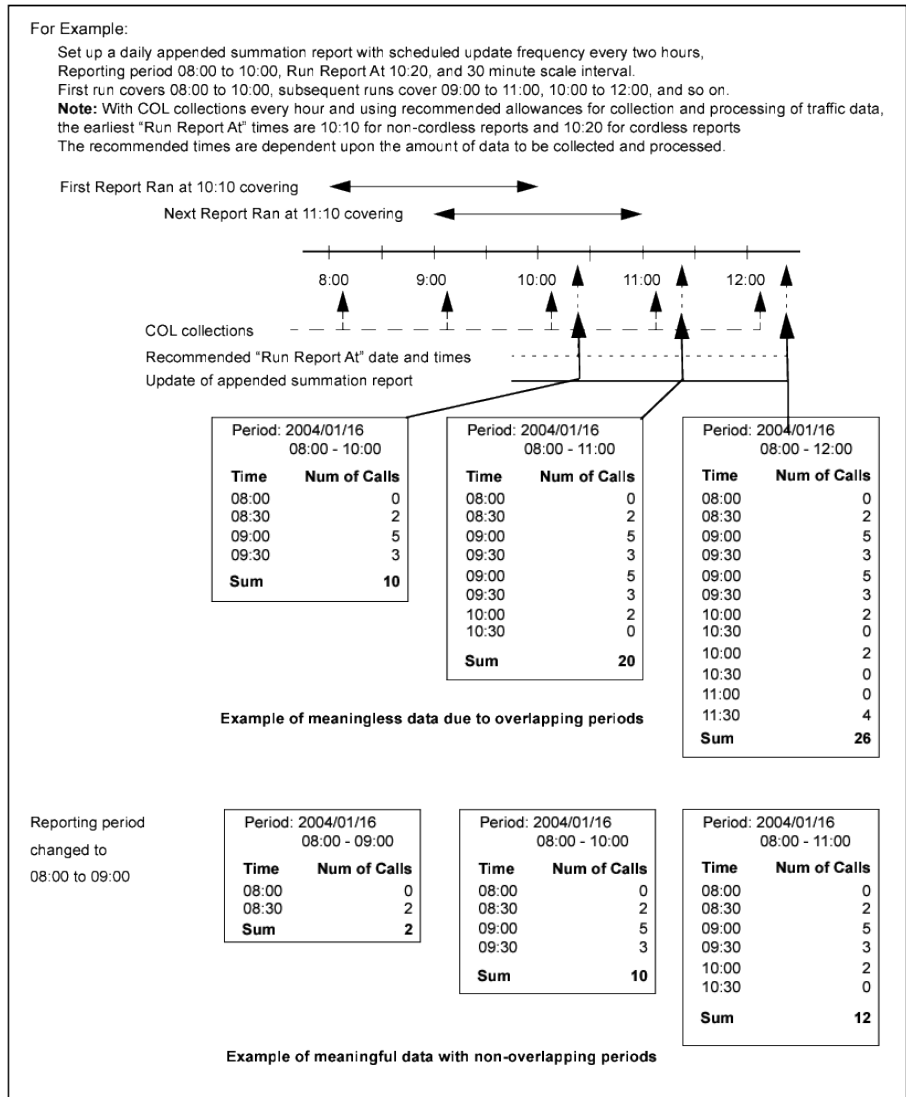 For Example:
Set up a daily appended summation report with scheduled update frequency every two hours,
Reporting period 08:00 to 10:00, Run Report At 10:20, and 30 minute scale interval.
First run covers 08:00 to 10:00, subsequent runs cover 09:00 to 11:00, 10:00 to 12:00, and so on.
Note: With COL collections every hour and using recommended allowances for collection and processing of traffic data,
the earliest “Run Report At” times are 10:10 for non-cordless reports and 10:20 for cordless reports
The recommended times are dependent upon the amount of data to be collected and processed.
First Report Ran at 10:10 covering
Next Report Ran at 11:10 covering
8:00 9:00 10:00 11:00 12:00
COL collections
Recommended “Run Report At” date and times
Update of appended summation report
Period: 2004/01/16
08:00 - 10:00
Time Num of Calls
08:00 0
08:30 2
09:00 5
09:30 3
Sum 10
Period: 2004/01/16
08:00 - 11:00
Time Num of Calls
08:00 0
08:30 2
09:00 5
09:30 3
09:00 5
09:30 3
10:00 2
10:30 0
Sum 20
Period: 2004/01/16
08:00 - 12:00
Time Num of Calls
08:00 0
08:30 2
09:00 5
09:30 3
09:00 5
09:30 3
10:00 2
10:30 0
10:00 2
10:30 0
11:00 0
11:30 4
Sum 26
Example of meaningless data due to overlapping periods
Reporting period
changed to
08:00 to 09:00
Period: 2004/01/16
08:00 - 09:00
Time Num of Calls
08:00 0
08:30 2
Sum 2
Period: 2004/01/16
08:00 - 10:00
Time Num of Calls
08:00 0
08:30 2
09:00 5
09:30 3
Sum 10
Period: 2004/01/16
08:00 - 11:00
Time Num of Calls
08:00 0
08:30 2
09:00 5
09:30 3
10:00 2
10:30 0
Sum 12
Example of meaningful data with non-overlapping periods